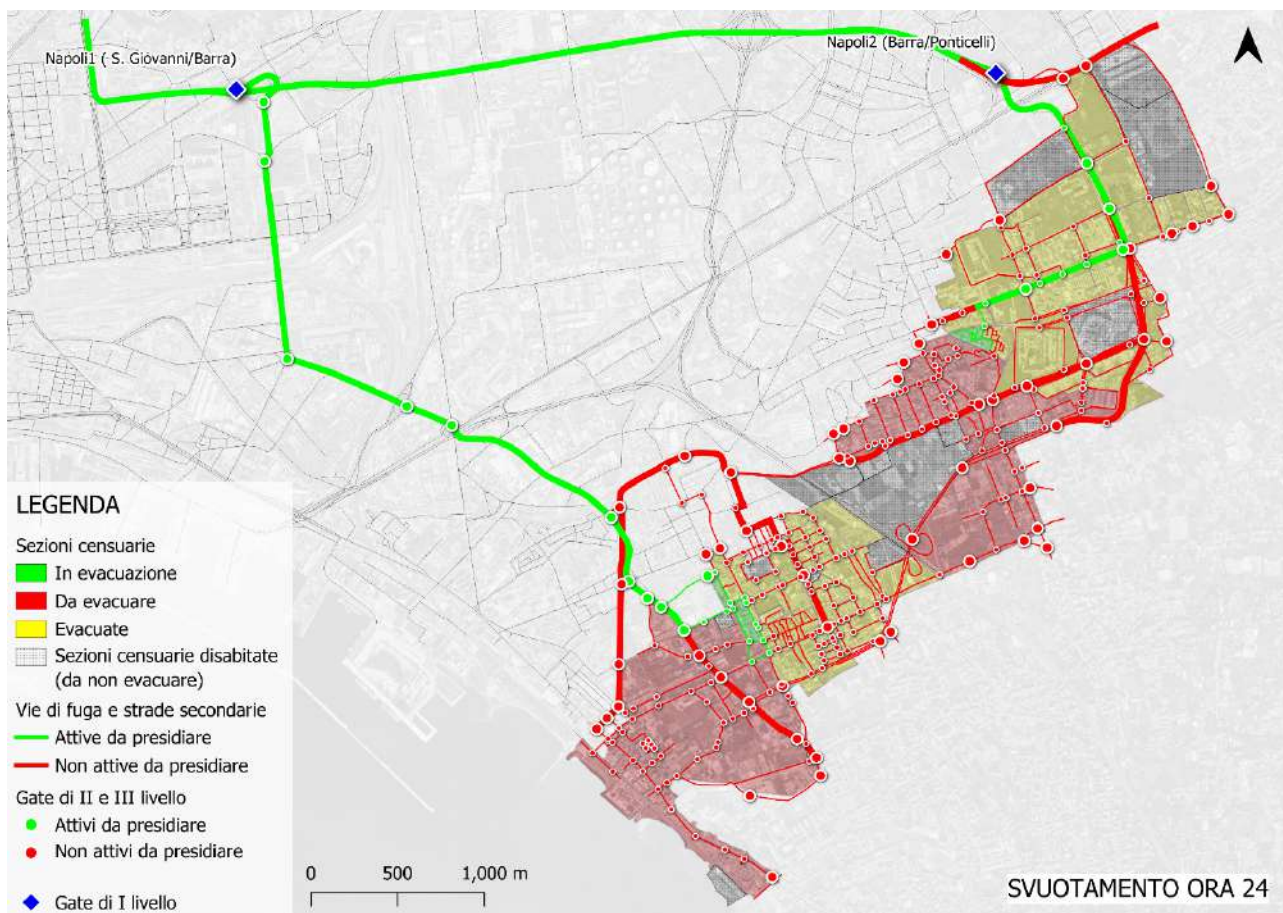 Napoli1 ( S. Giovanni/Barra)
Napoli2 (Barra/Ponticelli)
LEGENDA
Sezioni censuarie
In evacuazione
Da evacuare
Evacuate
Sezioni censuarie disabitate
(da non evacuare)
Vie di fuga e strade secondarie
Attive da presidiare
Non attive da presidiare
Gate di II e III livello
Attivi da presidiare
Non attivi da presidiare
Gate di I livello
0 500 1,000 m
SVUOTAMENTO ORA 24